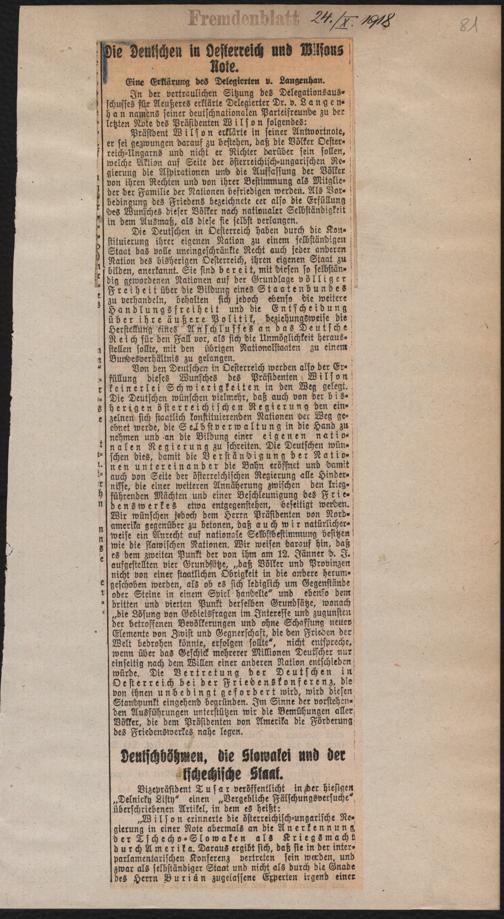 Fremdenblatt 24./X. 1918
81
Die Deutschen in Oesterreich und Wilsons
Note.
Eine Erklärung des Delegierten v. Langenhan.
In der vertraulichen Sitzung des Delegationsaus-
schusses für Aeußeres erklärte Delegierter Dr. v. Langen-
han namens seiner deutschnationalen Parteifreunde zu der
letzten Note des Präsidenten Wilson folgendes:
Präsident Wilson erklärte in seiner Antwortnote,
er sei gezwungen darauf zu bestehen, daß die Völker Oester-
reich-Ungarns und nicht er Richter darüber sein sollen,
welche Aktion auf Seite der österreichisch-ungarischen Re-
gierung die Aspirationen und die Auffassung der Völker
von ihren Rechten und von ihrer Bestimmung als Mitglie-
der der Familie der Nationen befriedigen werden. Als Vor-
bedingung des Friedens bezeichnete er also die Erfüllung
des Wunsches dieser Völker nach nationaler Selbständigkeit
in dem Ausmaß, als diese sie selbst verlangen.
Die Deutschen in Oesterreich haben durch die Kon-
stituierung ihrer eigenen Nation zu einem selbständigen
Staat das volle uneingeschränkte Recht auch jeder anderen
Nation des bisherigen Oesterreich, ihren eigenen Staat zu
bilden, anerkannt. Sie sind bereit, mit diesen so selbstän-
dig gewordenen Nationen auf der Grundlage völliger
Freiheit über die Bildung eines Staatenbundes
zu verhandeln, behalten sich jedoch ebenso die weitere
Handlungsfreiheit und die Entscheidung
über ihre äußere Politik, beziehungsweise die
Herstellung eines Anschlusses an das Deutsche
Reich für den Fall vor, als sich die Unmöglichkeit heraus-
stellen sollte, mit den übrigen Nationalstaaten zu einem
Bundesverhältnis zu gelangen.
Von den Deutschen in Oesterreich werden also der Er-
füllung dieses Wunsches des Präsidenten Wilson
keinerlei Schwierigkeiten in den Weg gelegt.
Die Deutschen wünschen vielmehr, daß auch von der bis-
herigen österreichischen Regierung den ein-
zelnen sich staatlich konstituierenden Nationen der Weg ge-
ebnet werde, die Selbstverwaltung in die Hand zu
nehmen und an die Bildung einer eigenen natio-
nalen Regierung zu schreiten. Die Deutschen wün-
schen dies, damit die Verständigung der Natio-
nen untereinander die Bahn eröffnet und damit
auch von Seite der österreichischen Regierung alle Hinder-
nisse, die einer weiteren Annäherung zwischen den krieg-
führenden Mächten und einer Beschleunigung des Frie-
denswerkes etwa entgegenstehen, beseitigt werden.
Wir wünschen jedoch dem Herrn Präsidenten von Nord-
amerika gegenüber zu betonen, daß auch wir natürlicher-
weise ein Anrecht auf nationale Selbstbestimmung besitzen
wie die slawischen Nationen. Wir weisen darauf hin, daß
es dem zweiten Punkt der von ihm am 12. Jänner d. J.
aufgestellten vier Grundsätze, „daß Völker und Provinzen
nicht von einer staatlichen Obrigkeit in die andere herum-
geschoben werden, als ob es sich lediglich um Gegenstände
oder Steine in einem Spiel handelte" und ebenso dem
dritten und vierten Punkt derselben Grundsätze, wonach
„die Lösung von Gebietsfragen im Interesse und zugunsten
der betroffenen Bevölkerungen und ohne Schaffung neuer
Elemente von Zwist und Gegnerschaft, die den Frieden der
Welt bedrohen könnte, erfolgen sollte", nicht entspreche,
wenn über das Geschick mehrerer Millionen Deutscher nur
einseitig nach dem Willen einer anderen Nation entschieden
würde. Die Vertretung der Deutschen in
Oesterreich bei der Friedenskonferenz, die
von ihnen unbedingt gefordert wird, wird diesen
Standpunkt eingehend begründen. Im Sinne der vorstehen-
den Ausführungen unterstützen wir die Bemühungen aller
Völker, die dem Präsidenten von Amerika die Förderung
des Friedenswerkes nahe legen.
Deutschböhmen, die Slowakei und der
tschechische Staat.
Vizepräsident Tusar veröffentlicht in der hiesigen
„Delnicky Listy" einen „Vergebliche Fälschungsversuche"
überschriebenen Artikel, in dem es heißt:
„Wilson erinnerte die österreichisch-ungarische Re-
gierung in einer Note abermals an die Anerkennung
der Tschecho-Slowaken als Kriegsmacht
durch Amerika. Daraus ergibt sich, daß sie in der inter-
parlamentarischen Konferenz vertreten sein werden, und
zwar als selbständiger Staat und nicht als durch die Gnade
des Herrn Burián zugelassene Experten irgend einer